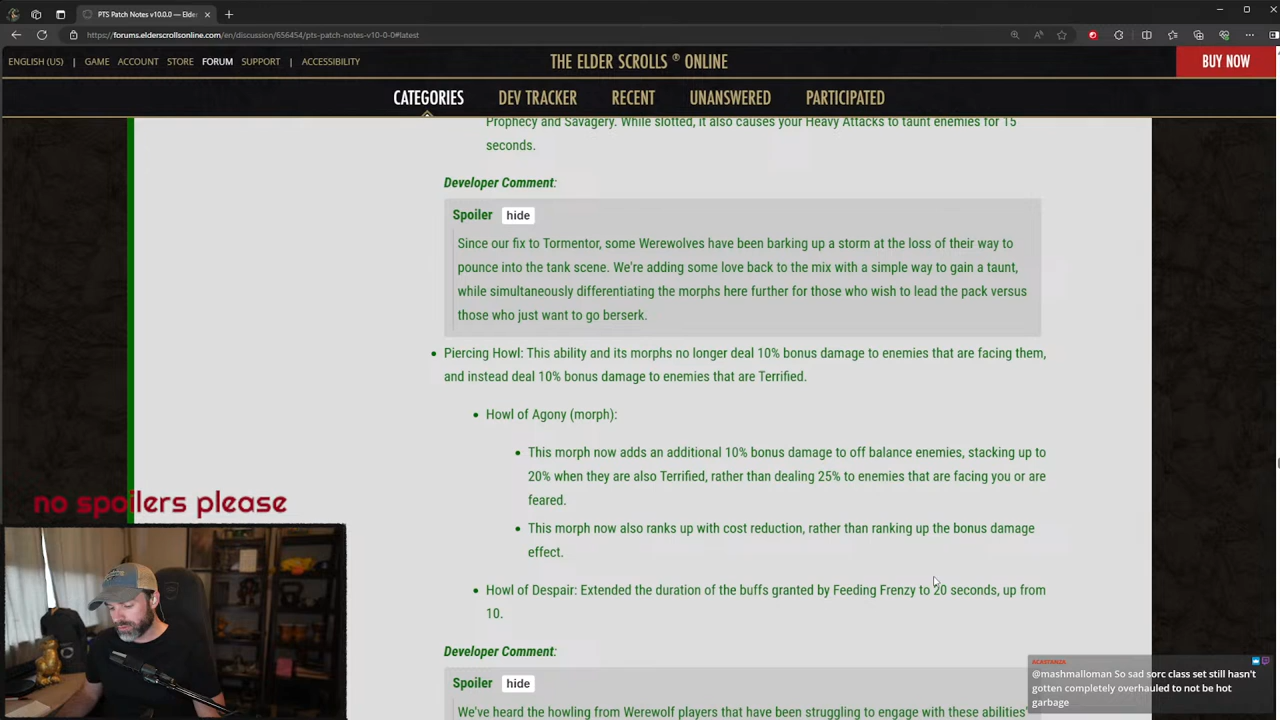 PTS Patch Notes v10.0.0 — Elder
https://forums.elderscrollsonline.com/en/discussion/656454/pts-patch-notes-v10-0-0#latest
ENGLISH (US) | GAME ACCOUNT STORE FORUM SUPPORT | ACCESSIBILITY
THE ELDER SCROLLS ® ONLINE
BUY NOW
CATEGORIES DEV TRACKER RECENT UNANSWERED PARTICIPATED
Prophecy and Savagery. While slotted, it also causes your Heavy Attacks to taunt enemies for 15
seconds.
Developer Comment:
Spoiler hide
Since our fix to Tormentor, some Werewolves have been barking up a storm at the loss of their way to
pounce into the tank scene. We're adding some love back to the mix with a simple way to gain a taunt,
while simultaneously differentiating the morphs here further for those who wish to lead the pack versus
those who just want to go berserk.
• Piercing Howl: This ability and its morphs no longer deal 10% bonus damage to enemies that are facing them,
and instead deal 10% bonus damage to enemies that are Terrified.
• Howl of Agony (morph):
• This morph now adds an additional 10% bonus damage to off balance enemies, stacking up to
20% when they are also Terrified, rather than dealing 25% to enemies that are facing you or are
feared.
• This morph now also ranks up with cost reduction, rather than ranking up the bonus damage
effect.
• Howl of Despair: Extended the duration of the buffs granted by Feeding Frenzy to 20 seconds, up from
10.
Developer Comment:
Spoiler hide
We've heard the howling from Werewolf players that have been struggling to engage with these abilities'
no spoilers please
ACASTANZA
@mashmalloman So sad sorc class set still hasn't
gotten completely overhauled to not be hot
garbage